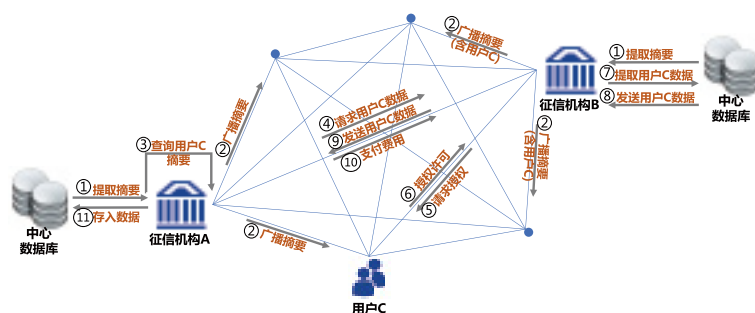 ②广播摘要
(含用户C)
①提取摘要
⑦提取用户C数据
⑧发送用户C数据
征信机构B
中心
数据库
②广播摘要
(含用户C)
②广播摘要
④请求用户C数据
⑨发送用户C数据
⑩支付费用
③查询用户C
摘要
①提取摘要
⑪存入数据
中心
数据库
征信机构A
⑥授权许可
⑤请求授权
②广播摘要
用户C